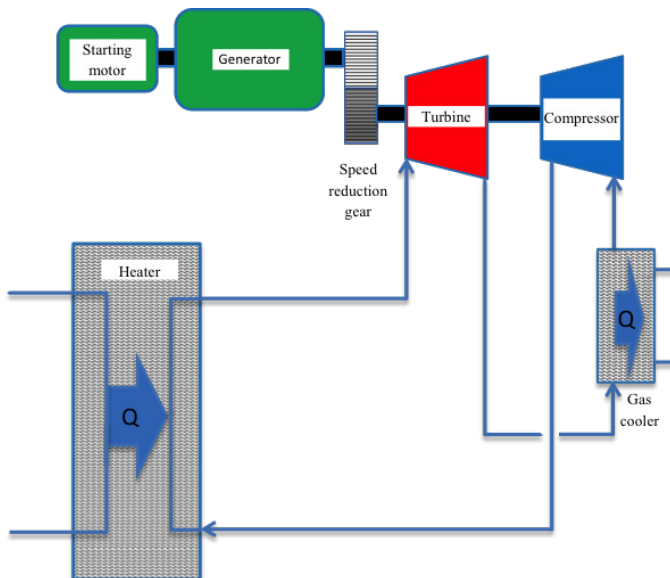 Starting
motor
Generator
Turbine
Compressor
Speed
reduction
gear
Heater
Q
Q
Gas
cooler